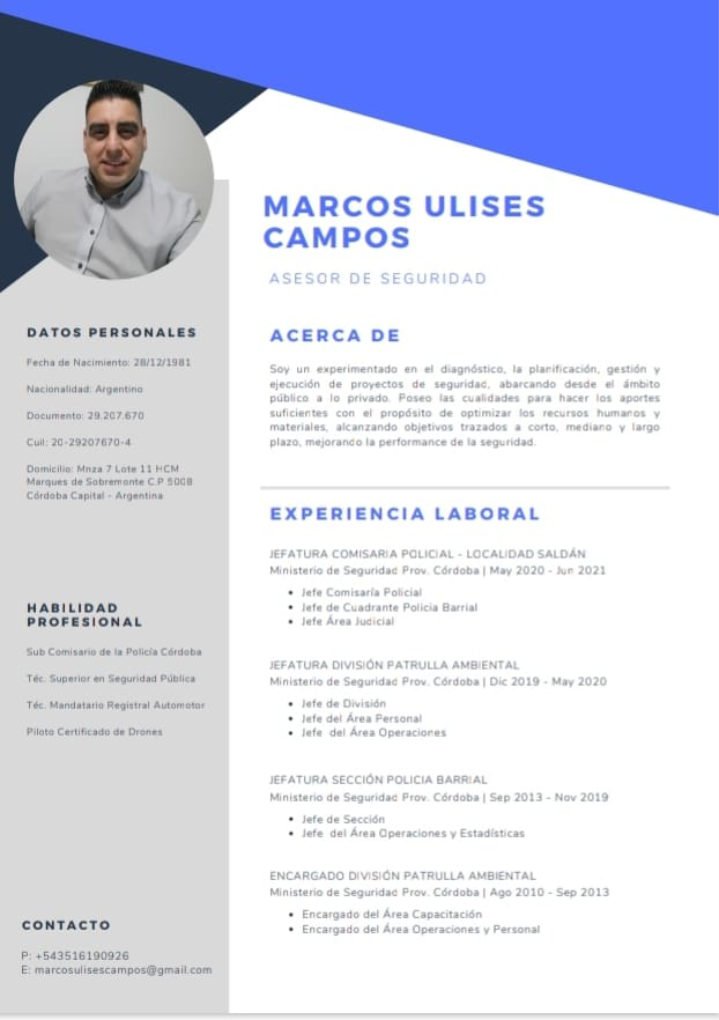 MARCOS ULISES
CAMPOS
ASESOR DE SEGURIDAD
DATOS PERSONALES
Fecha de Nacimiento: 28/12/1981
Nacionalidad: Argentino
Documento: 29.207.670
Cuil: 20-29207670-4
Domicilio: Mnza 7 Lote 11 HCM
Marques de Sobremonte C.P 5008
Córdoba Capital - Argentina
HABILIDAD
PROFESIONAL
Sub Comisario de la Policía Córdoba
Téc. Superior en Seguridad Pública
Téc. Mandatario Registral Automotor
Piloto Certificado de Drones
CONTACTO
P: +543516190926
E: marcosulisescampos@gmail.com
ACERCA DE
Soy un experimentado en el diagnóstico, la planificación, gestión y
ejecución de proyectos de seguridad, abarcando desde el ámbito
público a lo privado. Poseo las cualidades para hacer los aportes
suficientes con el propósito de optimizar los recursos humanos y
materiales, alcanzando objetivos trazados a corto, mediano y largo
plazo, mejorando la performance de la seguridad.
EXPERIENCIA LABORAL
JEFATURA COMISARIA POLICIAL - LOCALIDAD SALDÁN
Ministerio de Seguridad Prov. Córdoba | May 2020 - Jun 2021
• Jefe Comisaría Policial
• Jefe de Cuadrante Policia Barrial
• Jefe Área Judicial
JEFATURA DIVISIÓN PATRULLA AMBIENTAL
Ministerio de Seguridad Prov. Córdoba | Dic 2019 - May 2020
• Jefe de División
• Jefe del Área Personal
• Jefe del Área Operaciones
JEFATURA SECCIÓN POLICIA BARRIAL
Ministerio de Seguridad Prov. Córdoba | Sep 2013 - Nov 2019
• Jefe de Sección
• Jefe del Área Operaciones y Estadísticas
ENCARGADO DIVISIÓN PATRULLA AMBIENTAL
Ministerio de Seguridad Prov. Córdoba | Ago 2010 - Sep 2013
• Encargado del Área Capacitación
• Encargado del Área Operaciones y Personal